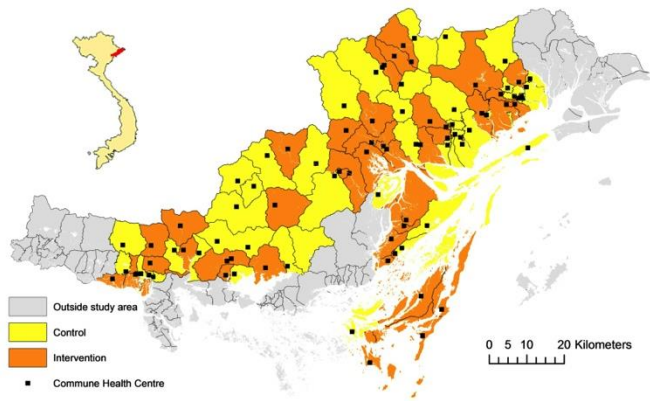 Outside study area
Control
Intervention
Commune Health Centre
0 5 10 20 Kilometers